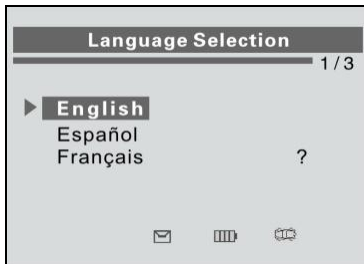 Language Selection
1/3
English
Español
Français ?